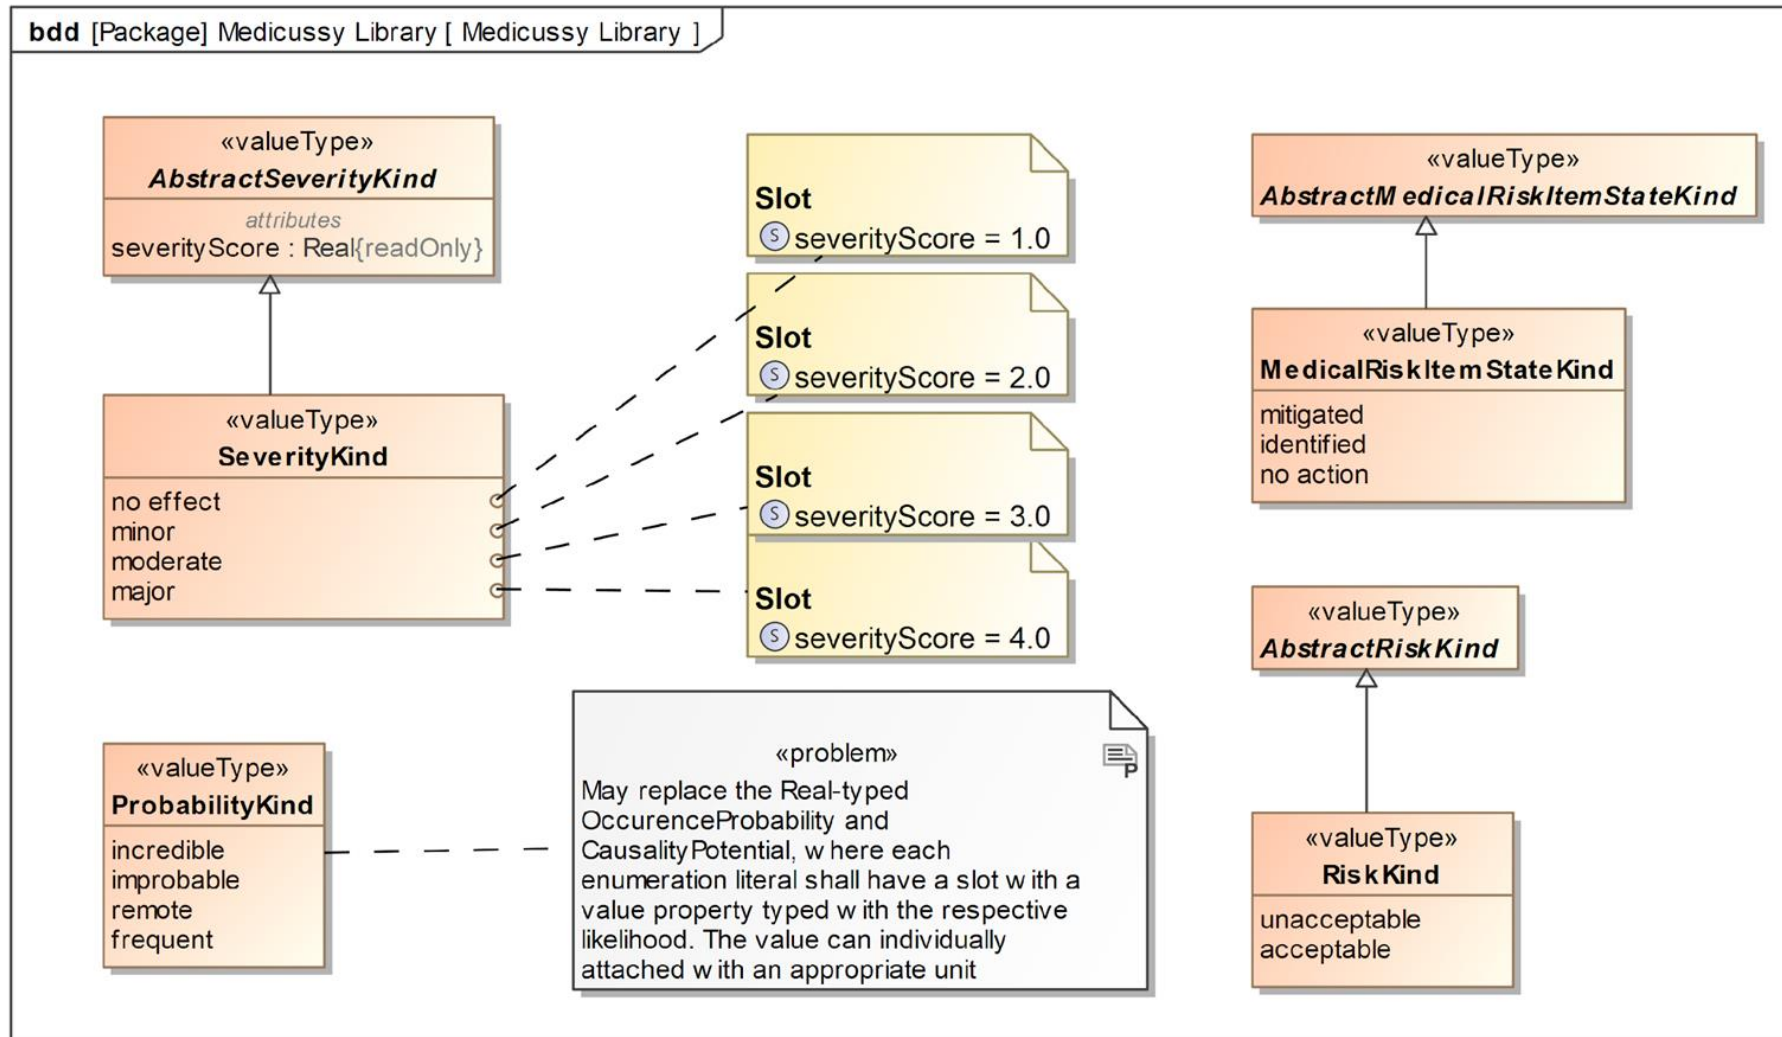 bdd [Package] Medicussy Library [ Medicussy Library ]
«valueType»
AbstractSeverityKind
attributes
severityScore : Real{readOnly}
«valueType»
SeverityKind
no effect
minor
moderate
major
Slot
S severityScore = 1.0
Slot
S severityScore = 2.0
Slot
S severityScore = 3.0
Slot
S severityScore = 4.0
«valueType»
AbstractMedicalRiskItemStateKind
«valueType»
MedicalRiskItemStateKind
mitigated
identified
no action
«valueType»
AbstractRiskKind
«valueType»
RiskKind
unacceptable
acceptable
«valueType»
ProbabilityKind
incredible
improbable
remote
frequent
«problem»
P
May replace the Real-typed
OccurenceProbability and
CausalityPotential, where each
enumeration literal shall have a slot with a
value property typed with the respective
likelihood. The value can individually
attached with an appropriate unit